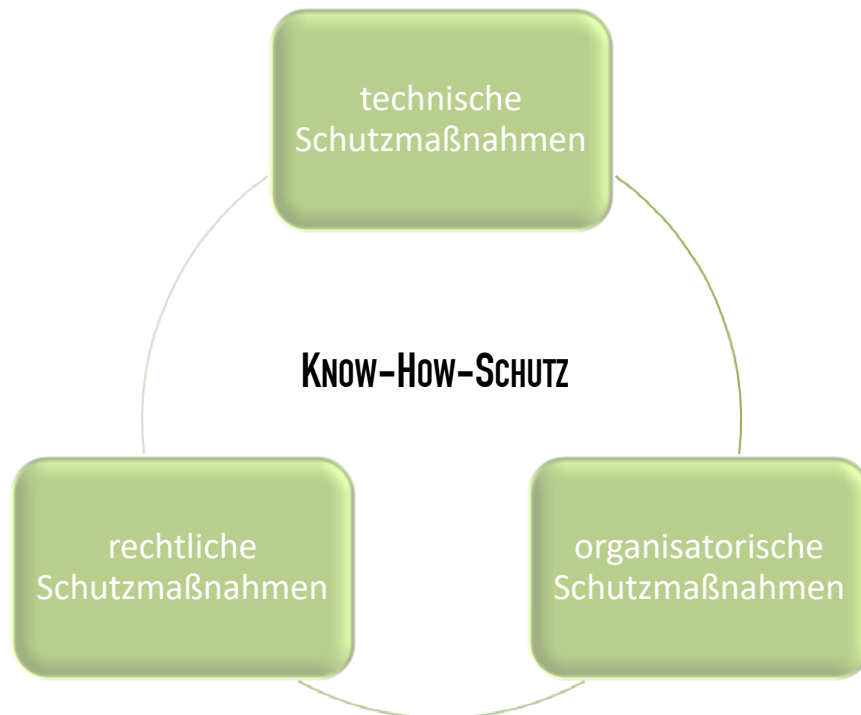 technische
Schutzmaßnahmen
KNOW-HOW-SCHUTZ
rechtliche
Schutzmaßnahmen
organisatorische
Schutzmaßnahmen